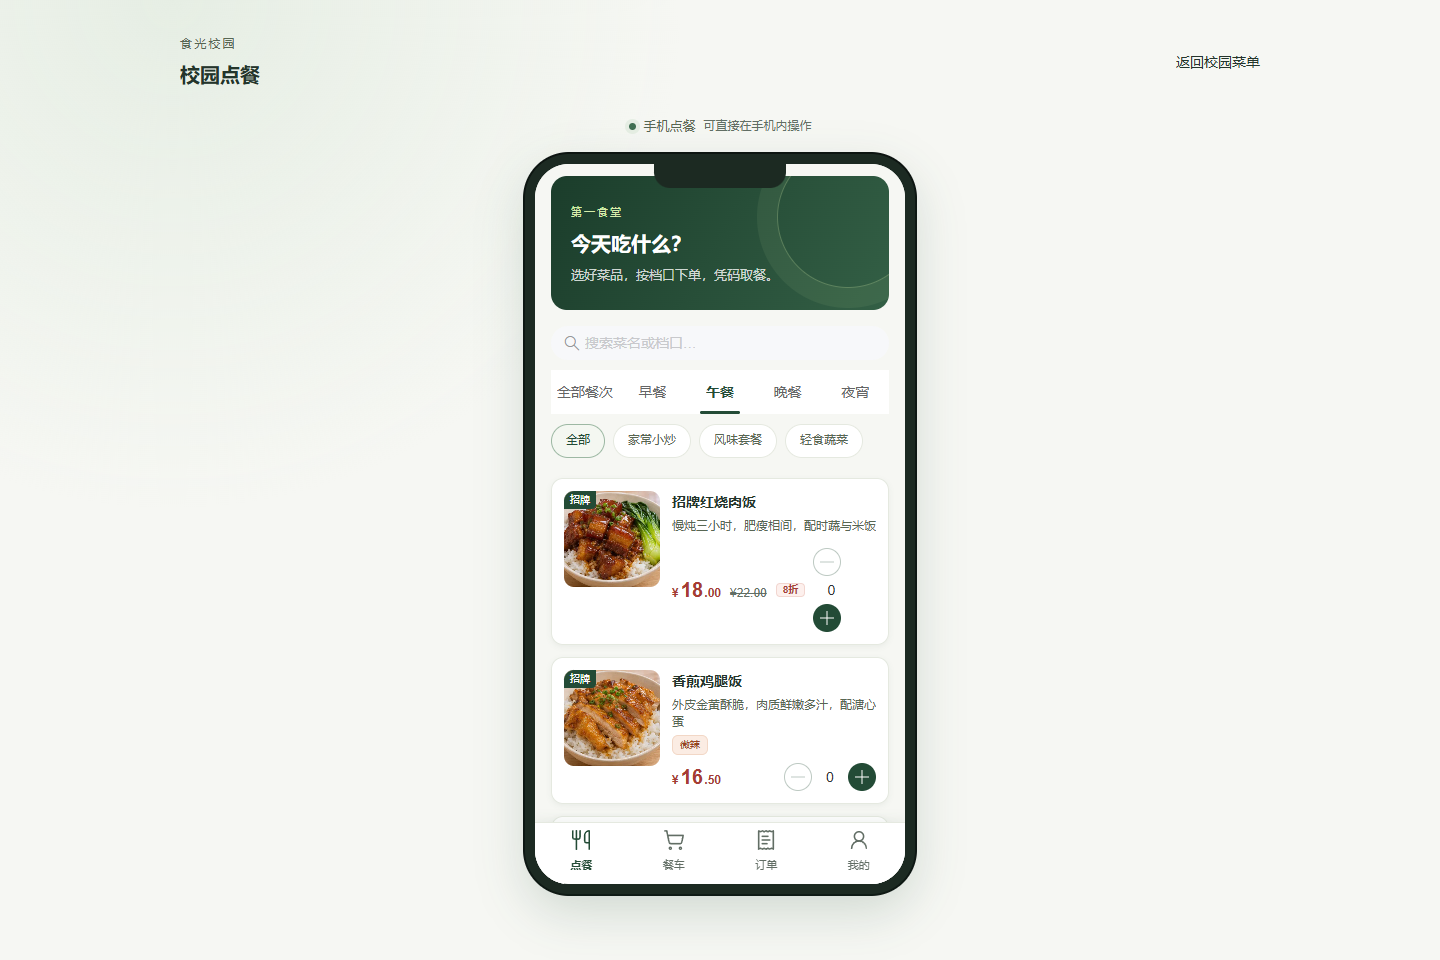 食光校园
校园点餐
返回校园菜单
手机点餐 可直接在手机内操作
第一食堂
今天吃什么?
选好菜品，按档口下单，凭码取餐。
搜索菜名或档口...
全部餐次 早餐 午餐 晚餐 夜宵
全部 家常小炒 风味套餐 轻食蔬菜
招牌
招牌红烧肉饭
慢炖三小时，肥瘦相间，配时蔬与米饭
¥18.00 ¥22.00 8折 0
招牌
香煎鸡腿饭
外皮金黄酥脆，肉质鲜嫩多汁，配溏心
蛋
微辣
¥16.50 0
点餐 餐车 订单 我的